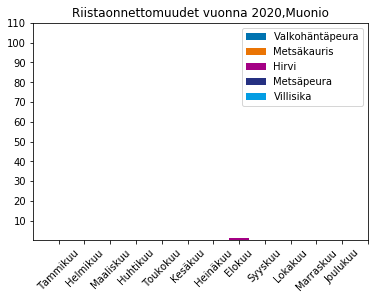 Riistaonnettomuudet vuonna 2020,Muonio
110
100
90
80
70
60
50
40
30
20
10
Valkohäntäpeura
Metsäkauris
Hirvi
Metsäpeura
Villisika
Tammikuu
Helmikuu
Maaliskuu
Huhtikuu
Toukokuu
Kesäkuu
Heinäkuu
Elokuu
Syyskuu
Lokakuu
Marraskuu
Joulukuu